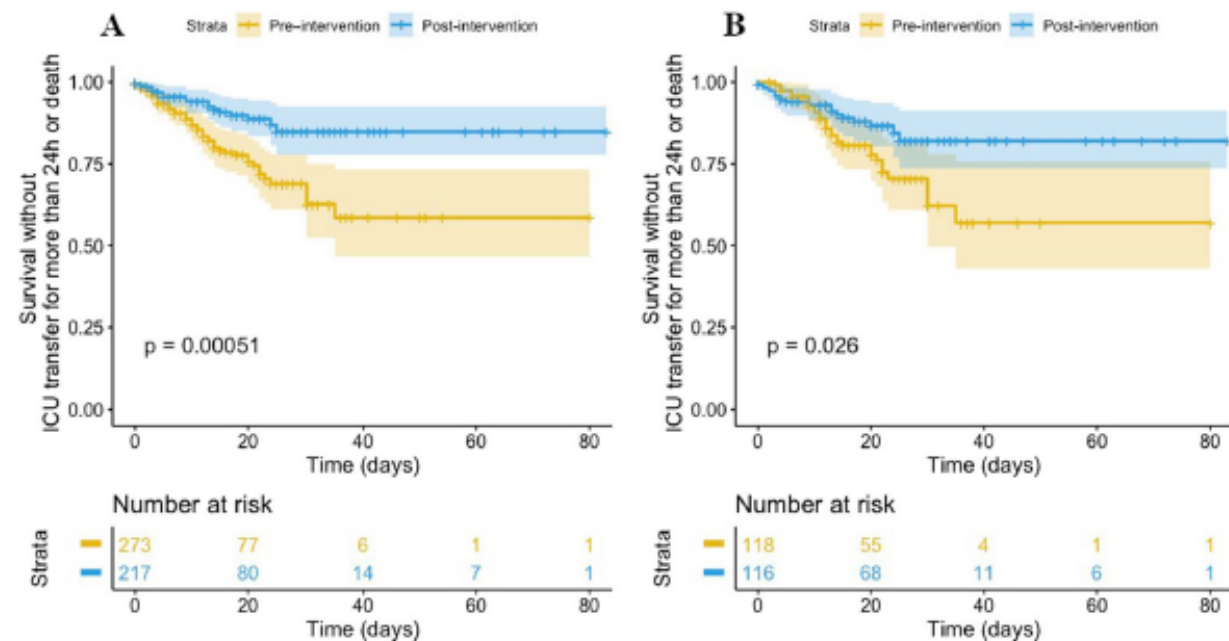 A
Strata Pre-intervention Post-intervention
Survival without
ICU transfer for more than 24h or death
1.00
0.75
0.50
0.25
0.00
p = 0.00051
0 20 40 60 80
Time (days)
Number at risk
Strata
273 77 6 1 1
217 80 14 7 1
0 20 40 60 80
Time (days)
B
Strata Pre-intervention Post-intervention
Survival without
ICU transfer for more than 24h or death
1.00
0.75
0.50
0.25
0.00
p = 0.026
0 20 40 60 80
Time (days)
Number at risk
Strata
118 55 4 1 1
116 68 11 6 1
0 20 40 60 80
Time (days)